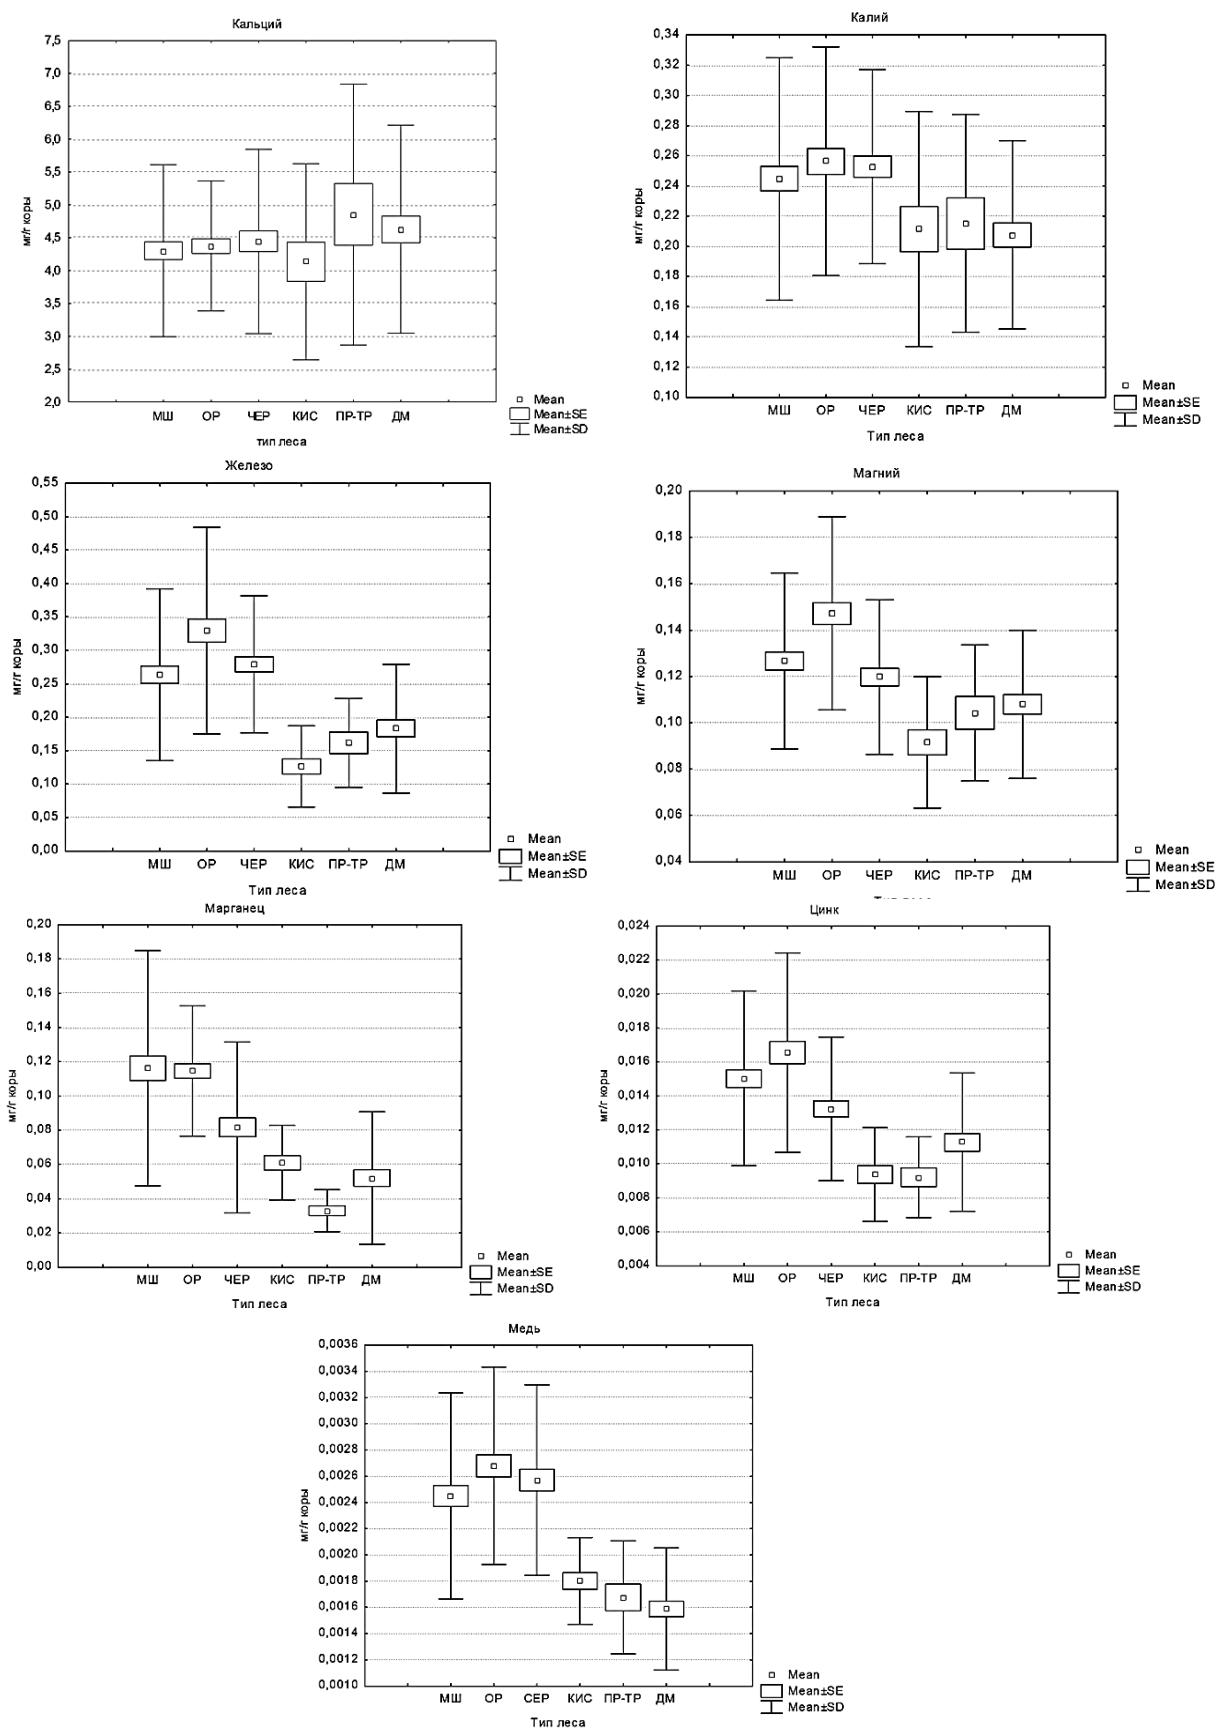 Кальций
7,5
7,0
6,5
6,0
5,5
5,0
4,5
4,0
3,5
3,0
2,5
2,0
мг/г коры
МШ ОР ЧЕР КИС ПР-ТР ДМ
тип леса
Mean
Mean±SE
Mean±SD
Калий
0,34
0,32
0,30
0,28
0,26
0,24
0,22
0,20
0,18
0,16
0,14
0,12
0,10
мг/г коры
МШ ОР ЧЕР КИС ПР-ТР ДМ
Тип леса
Mean
Mean±SE
Mean±SD
Железо
0,55
0,50
0,45
0,40
0,35
0,30
0,25
0,20
0,15
0,10
0,05
0,00
мг/г коры
МШ ОР ЧЕР КИС ПР-ТР ДМ
Тип леса
Mean
Mean±SE
Mean±SD
Магний
0,20
0,18
0,16
0,14
0,12
0,10
0,08
0,06
0,04
мг/г коры
МШ ОР ЧЕР КИС ПР-ТР ДМ
Тип леса
Mean
Mean±SE
Mean±SD
Марганец
0,20
0,18
0,16
0,14
0,12
0,10
0,08
0,06
0,04
0,02
0,00
мг/г коры
МШ ОР ЧЕР КИС ПР-ТР ДМ
Тип леса
Mean
Mean±SE
Mean±SD
Цинк
0,024
0,022
0,020
0,018
0,016
0,014
0,012
0,010
0,008
0,006
0,004
мг/г коры
МШ ОР ЧЕР КИС ПР-ТР ДМ
Тип леса
Mean
Mean±SE
Mean±SD
Медь
0,0036
0,0034
0,0032
0,0030
0,0028
0,0026
0,0024
0,0022
0,0020
0,0018
0,0016
0,0014
0,0012
0,0010
мг/г коры
МШ ОР СЕР КИС ПР-ТР ДМ
Тип леса
Mean
Mean±SE
Mean±SD